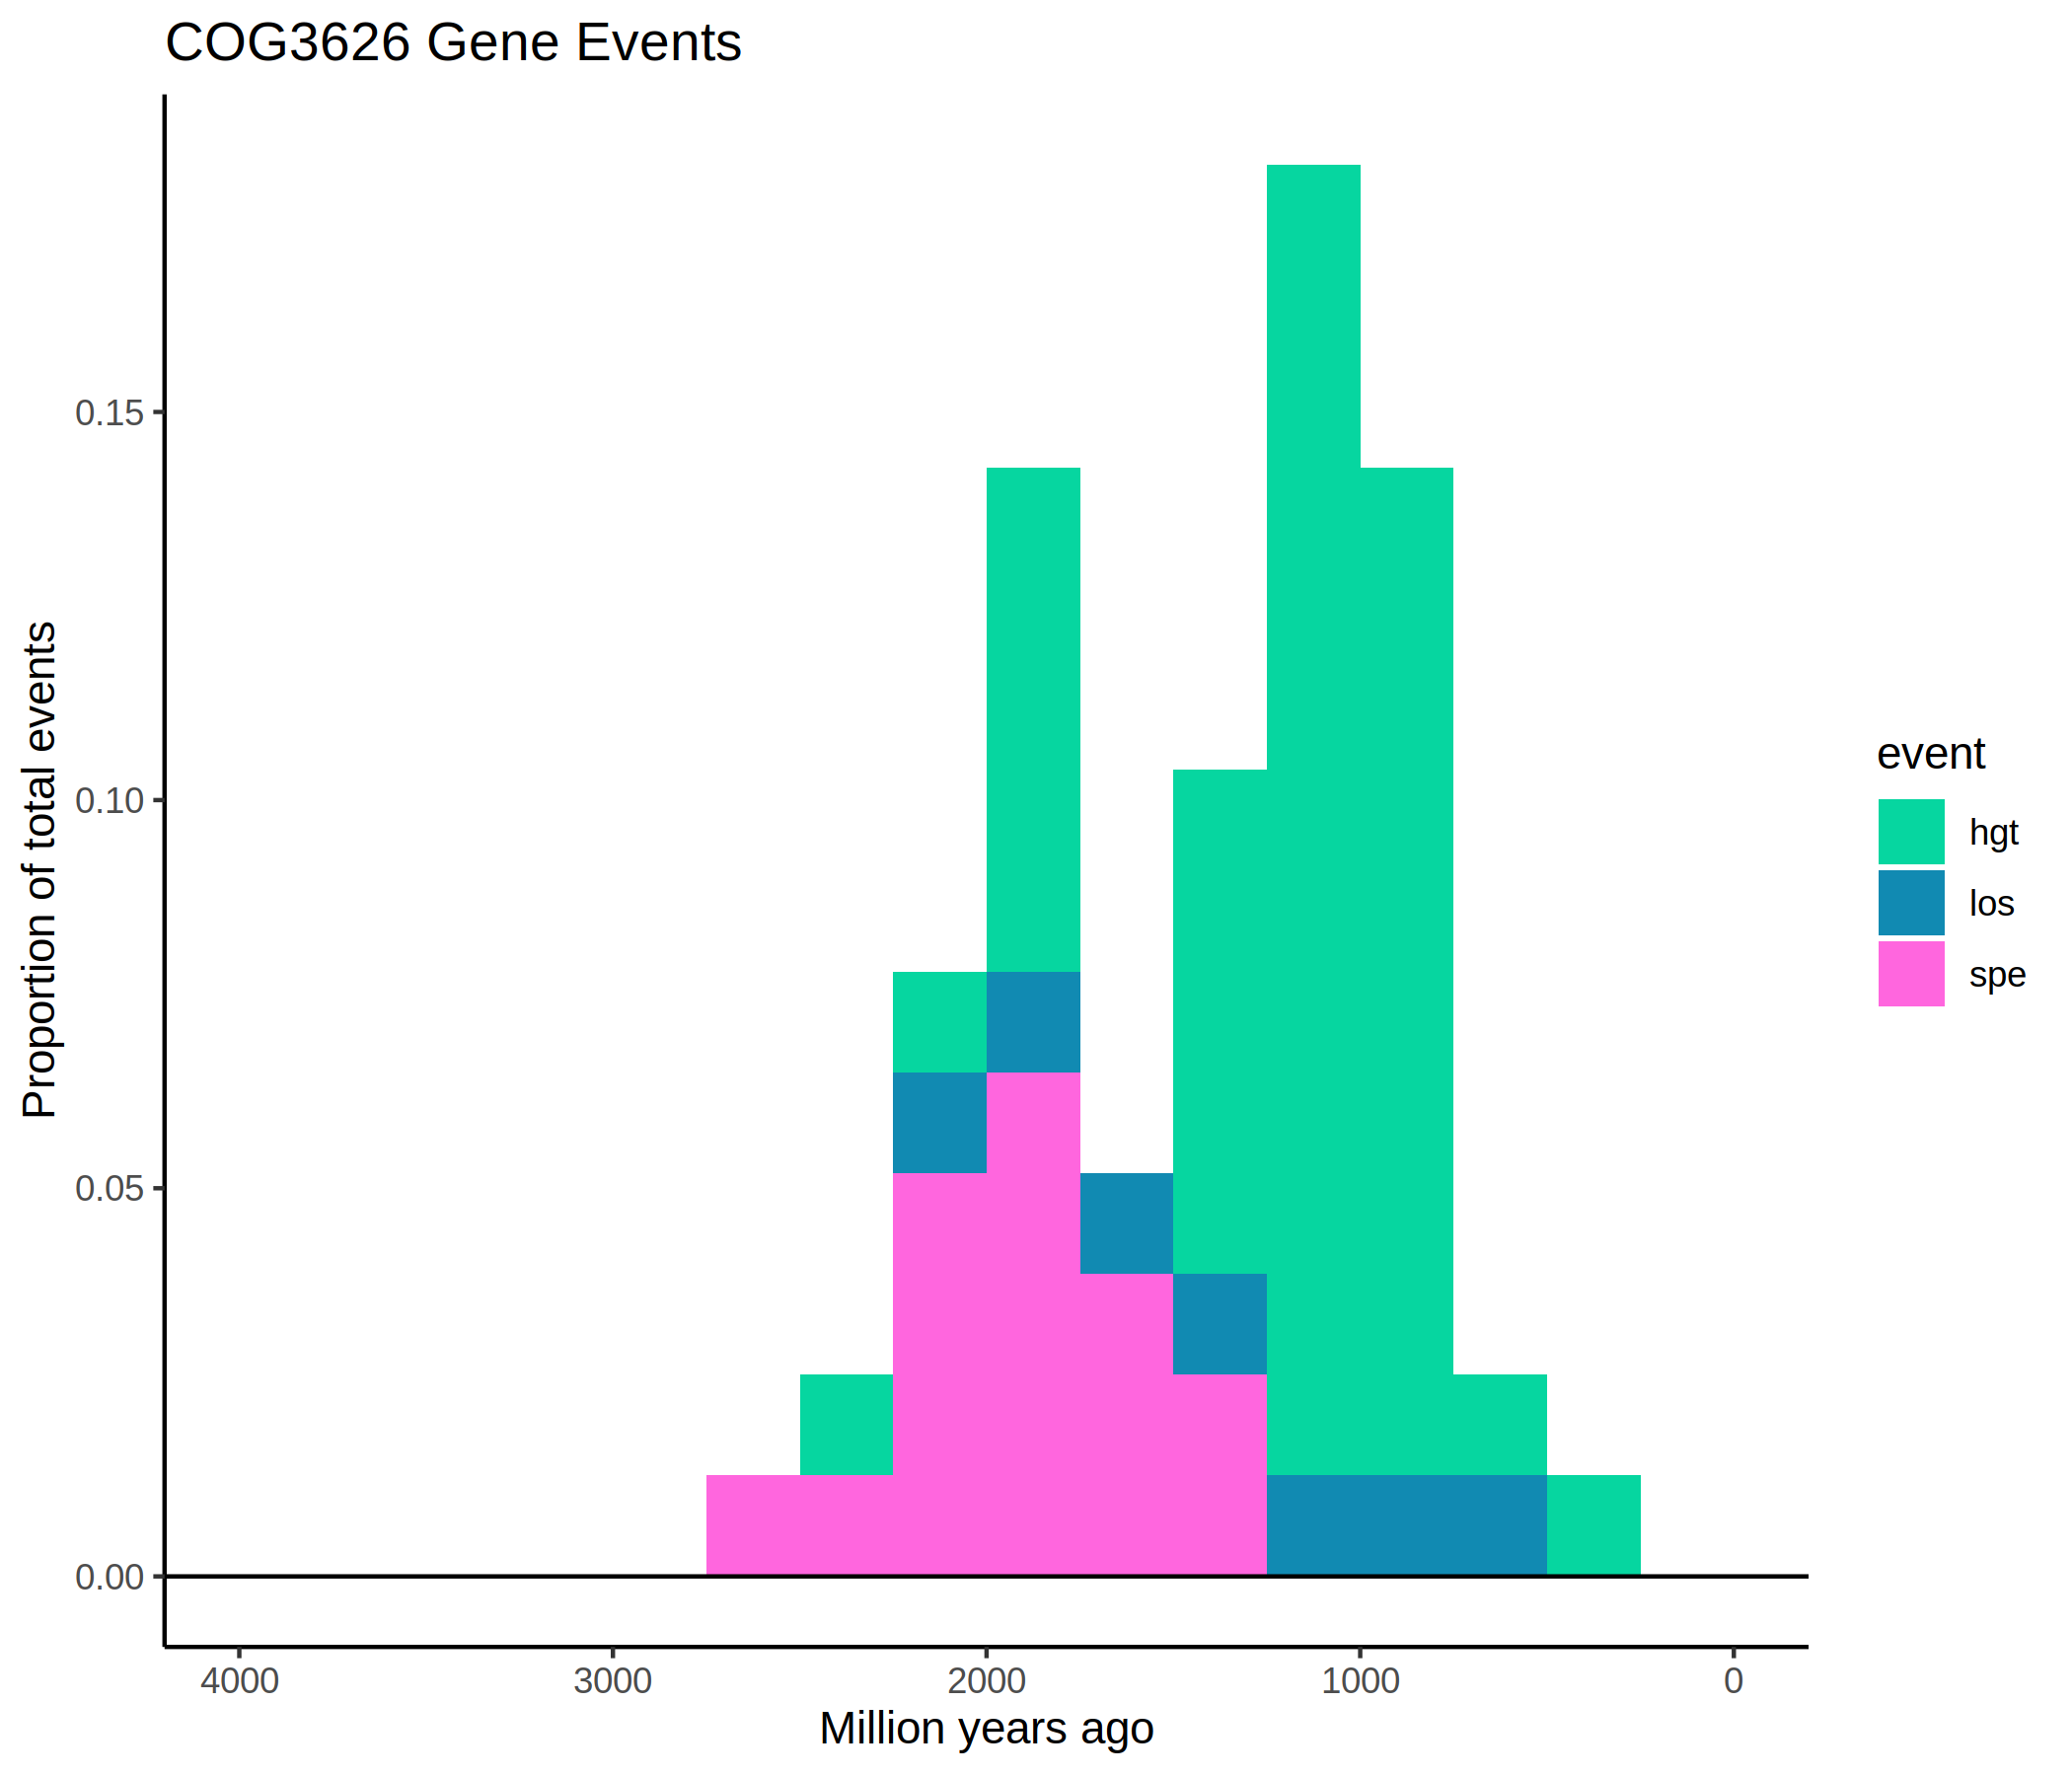 COG3626 Gene Events
Proportion of total events
0.15
0.10
0.05
0.00
4000 3000 2000 1000 0
Million years ago
event
hgt
los
spe